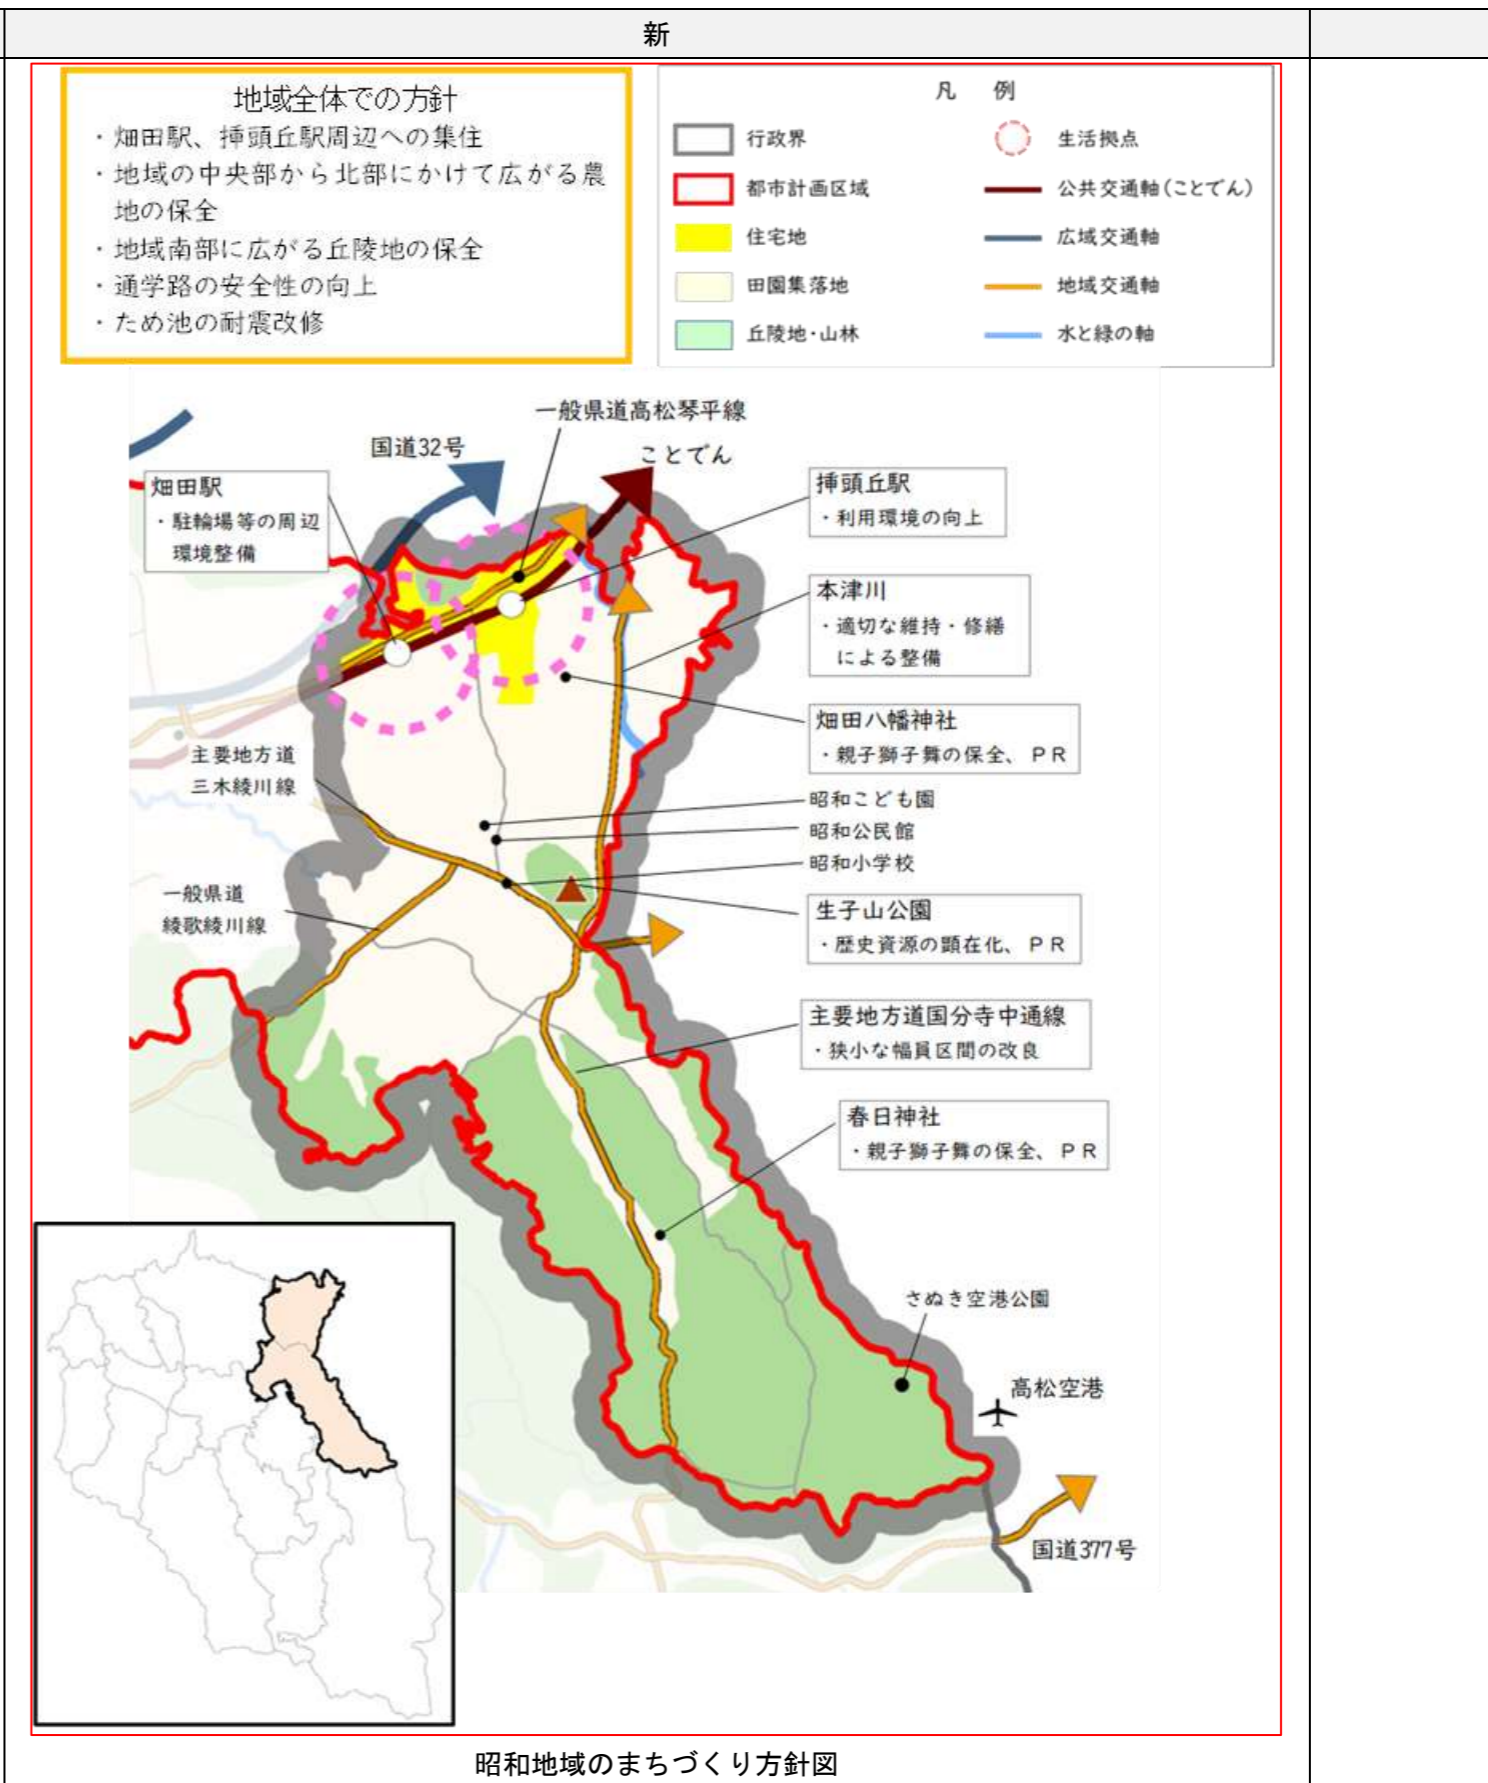 新
地域全体での方針
・畑田駅、挿頭丘駅周辺への集住
・地域の中央部から北部にかけて広がる農
地の保全
・地域南部に広がる丘陵地の保全
・通学路の安全性の向上
・ため池の耐震改修
凡 例
行政界
都市計画区域
住宅地
田園集落地
丘陵地・山林
生活拠点
公共交通軸(ことでん)
広域交通軸
地域交通軸
水と緑の軸
一般県道高松琴平線
国道32号
ことでん
畑田駅
・駐輪場等の周辺
環境整備
挿頭丘駅
・利用環境の向上
本津川
・適切な維持・修繕
による整備
畑田八幡神社
・親子獅子舞の保全、PR
主要地方道
三木綾川線
昭和こども園
昭和公民館
昭和小学校
一般県道
綾歌綾川線
生子山公園
・歴史資源の顕在化、PR
主要地方道国分寺中通線
・狭小な幅員区間の改良
春日神社
・親子獅子舞の保全、PR
さぬき空港公園
高松空港
国道377号
昭和地域のまちづくり方針図